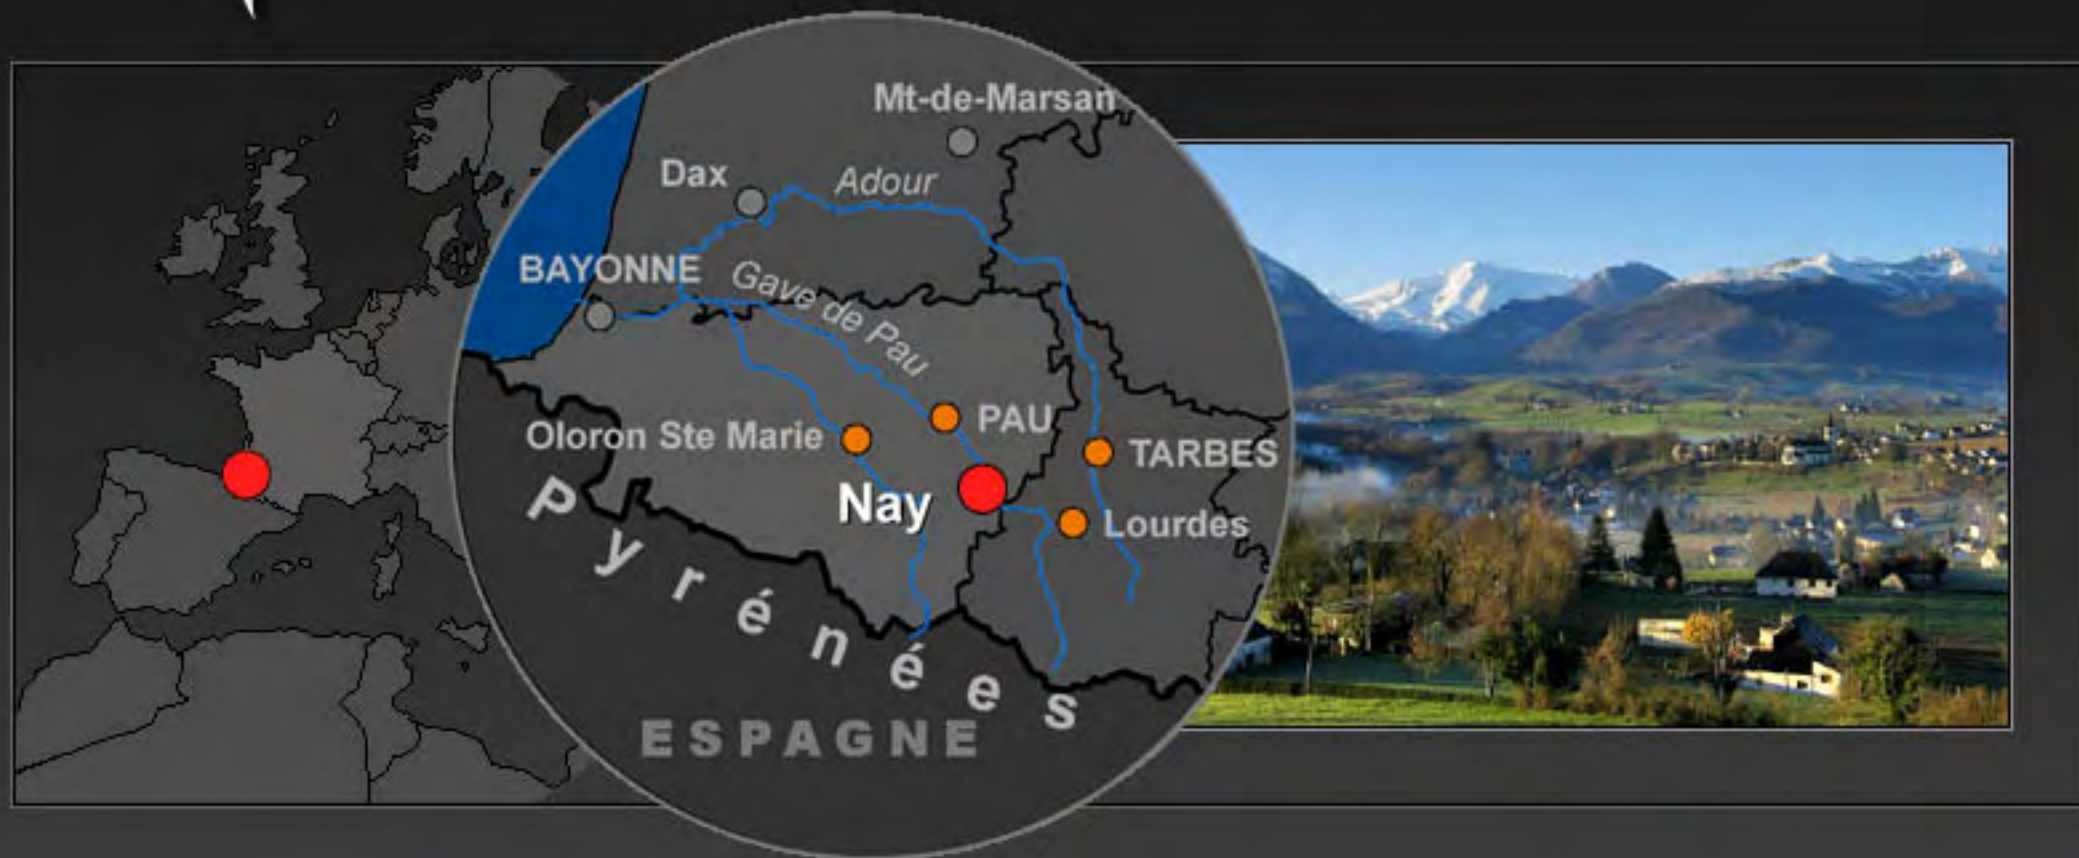 Mt-de-Marsan
Dax
Adour
BAYONNE
Gave de Pau
PAU
Oloron Ste Marie
TARBES
Nay
Lourdes
Pyrénées
ESPAGNE